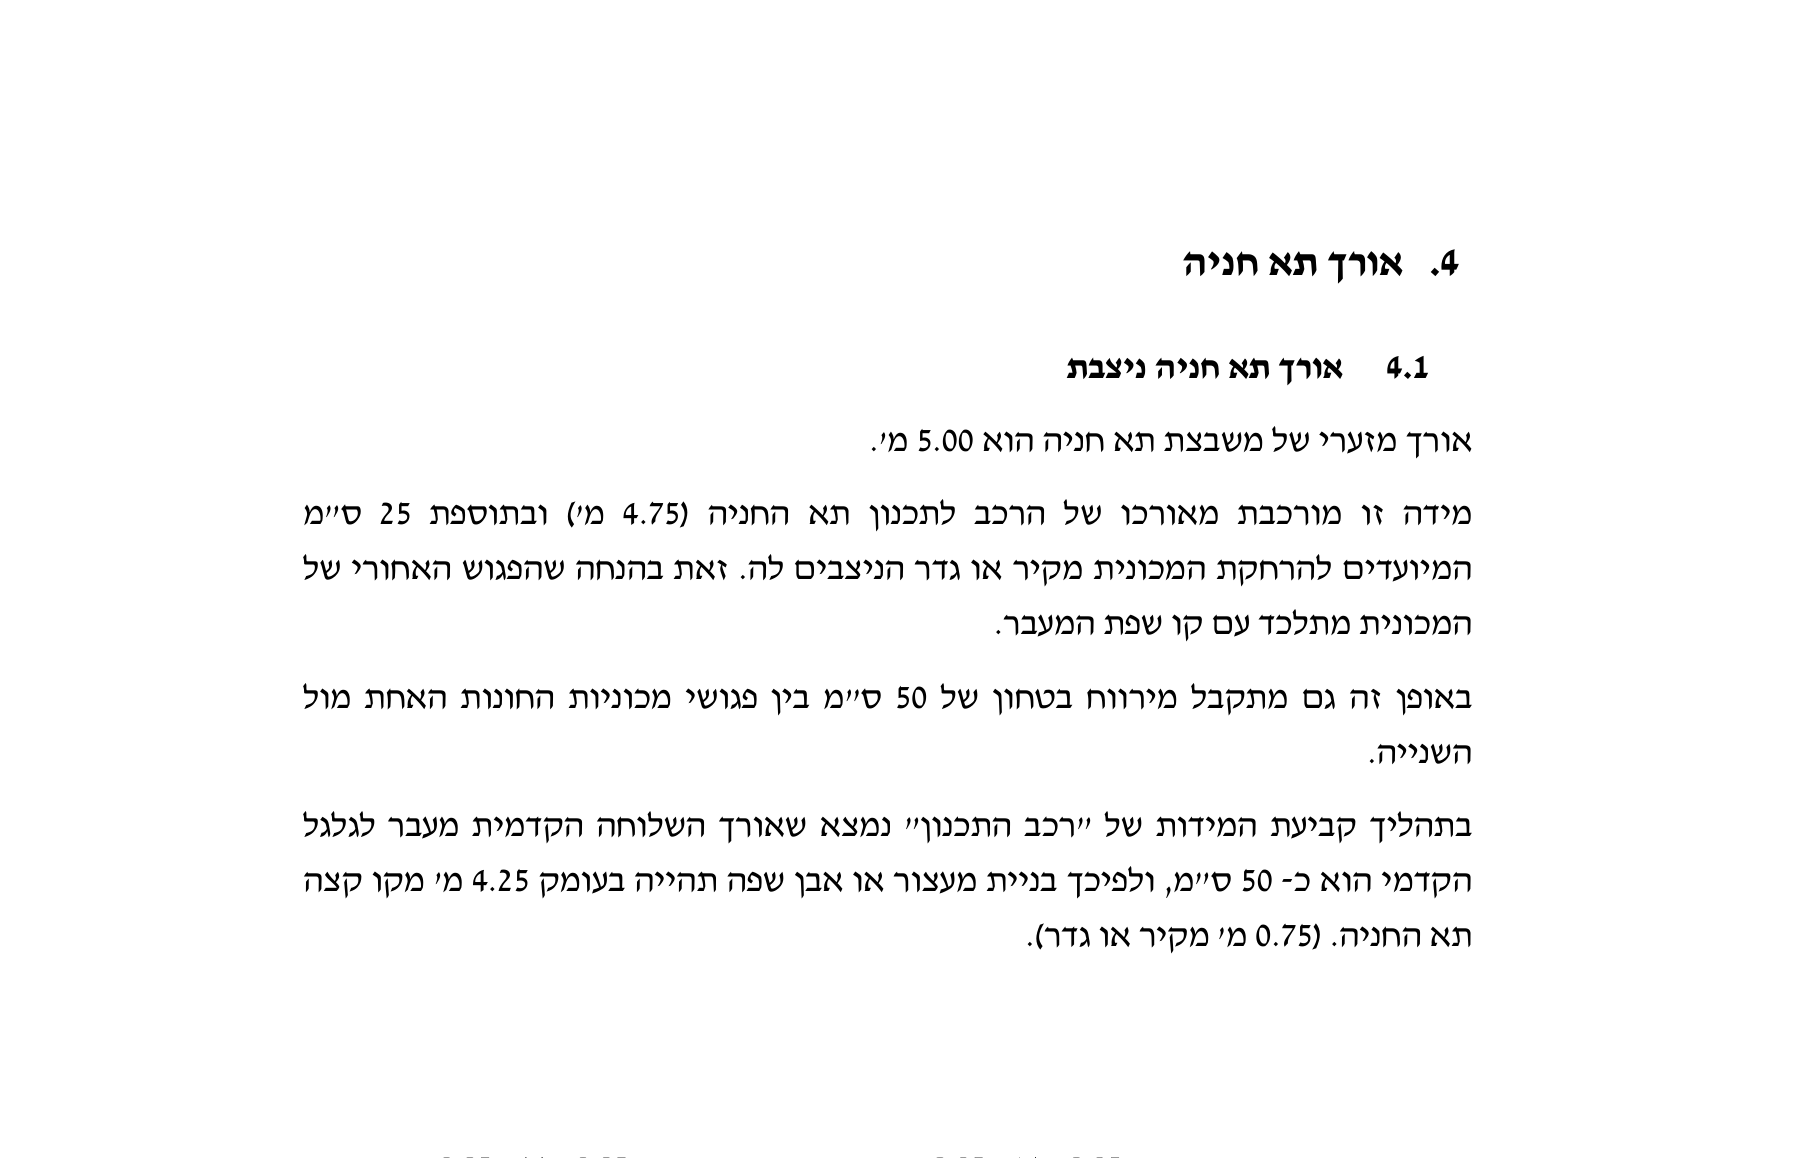 4. אורך תא חניה
4.1 אורך תא חניה ניצבת
אורך מזערי של משבצת תא חניה הוא 5.00 מ׳.
מידה זו מורכבת מאורכו של הרכב לתכנון תא החניה (4.75 מ׳) ובתוספת 25 ס״מ
המיועדים להרחקת המכונית מקיר או גדר הניצבים לה. זאת בהנחה שהפגוש האחורי של
המכונית מתלכד עם קו שפת המעבר.
באופן זה גם מתקבל מירווח בטחון של 50 ס״מ בין פגושי מכוניות החונות האחת מול
השנייה.
בתהליך קביעת המידות של ״רכב התכנון״ נמצא שאורך השלוחה הקדמית מעבר לגלגל
הקדמי הוא כ- 50 ס״מ, ולפיכך בניית מעצור או אבן שפה תהייה בעומק 4.25 מ׳ מקו קצה
תא החניה. (0.75 מ׳ מקיר או גדר).